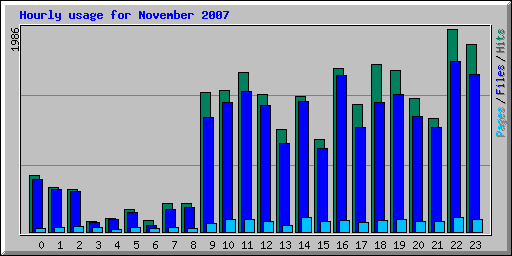 Hourly usage for November 2007
1986
Pages/Files/Hits
0 1 2 3 4 5 6 7 8 9 10 11 12 13 14 15 16 17 18 19 20 21 22 23